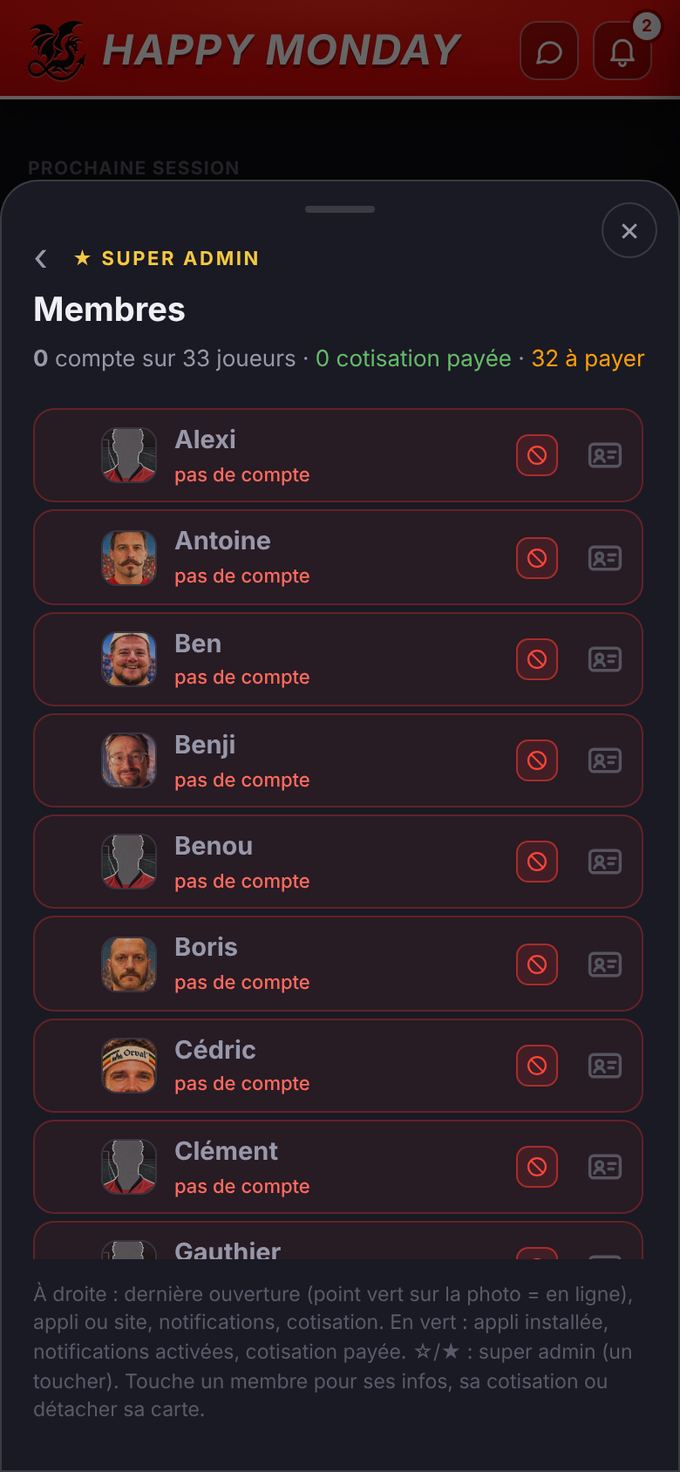 HAPPY MONDAY
2
PROCHAINE SESSION
★ SUPER ADMIN
Membres
0 compte sur 33 joueurs · 0 cotisation payée · 32 à payer
Alexi
pas de compte
Antoine
pas de compte
Ben
pas de compte
Benji
pas de compte
Benou
pas de compte
Boris
pas de compte
Orval
Cédric
pas de compte
Clément
pas de compte
Gauthier
À droite : dernière ouverture (point vert sur la photo = en ligne),
appli ou site, notifications, cotisation. En vert : appli installée,
notifications activées, cotisation payée. ☆/★ : super admin (un
toucher). Touche un membre pour ses infos, sa cotisation ou
détacher sa carte.